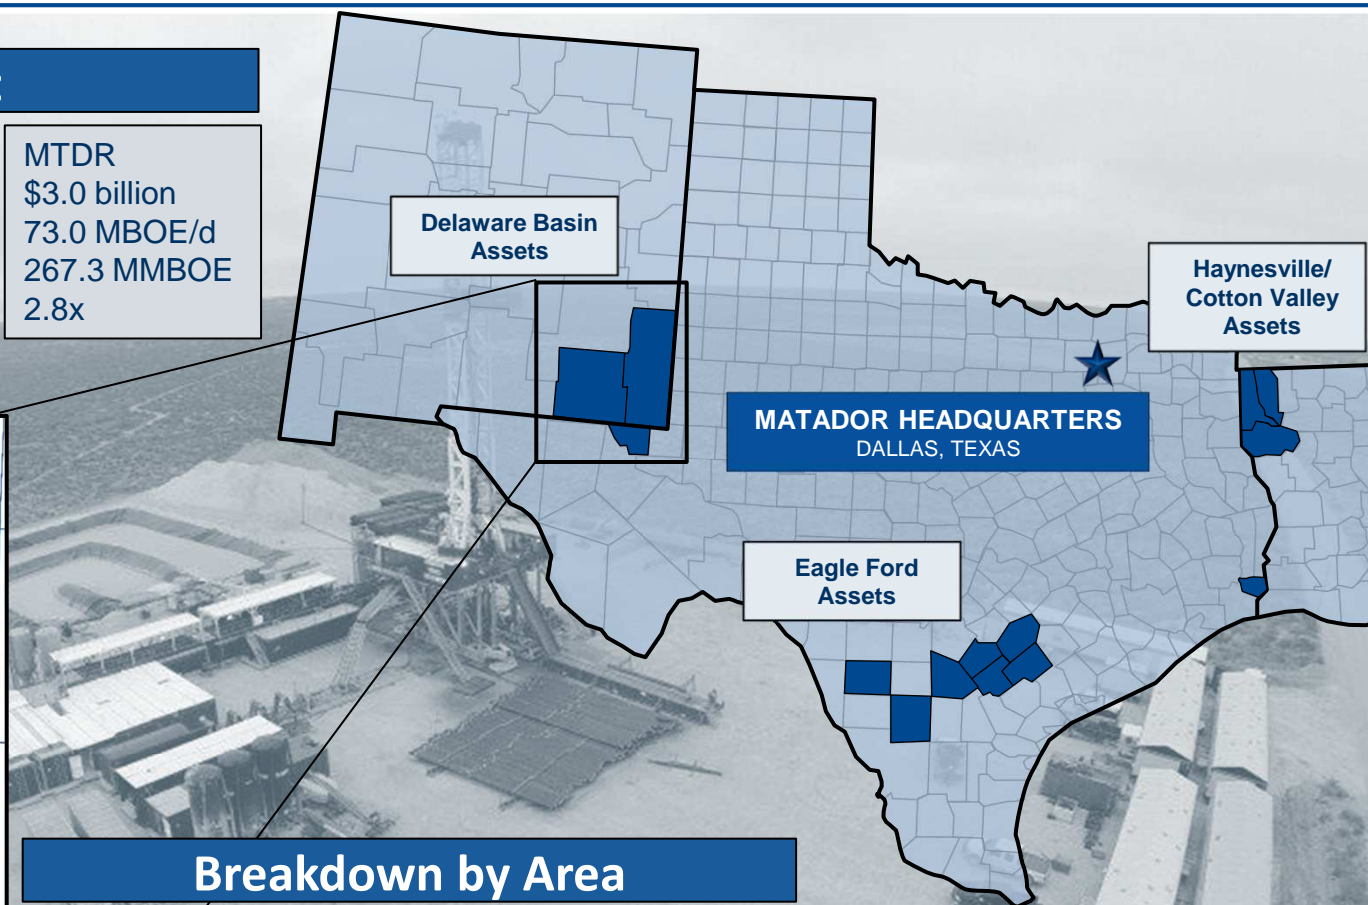 MTDR
$3.0 billion
73.0 MBOE/d
267.3 MMBOE
2.8x
Delaware Basin
Assets
Haynesville/
Cotton Valley
Assets
MATADOR HEADQUARTERS
DALLAS, TEXAS
Eagle Ford
Assets
Breakdown by Area